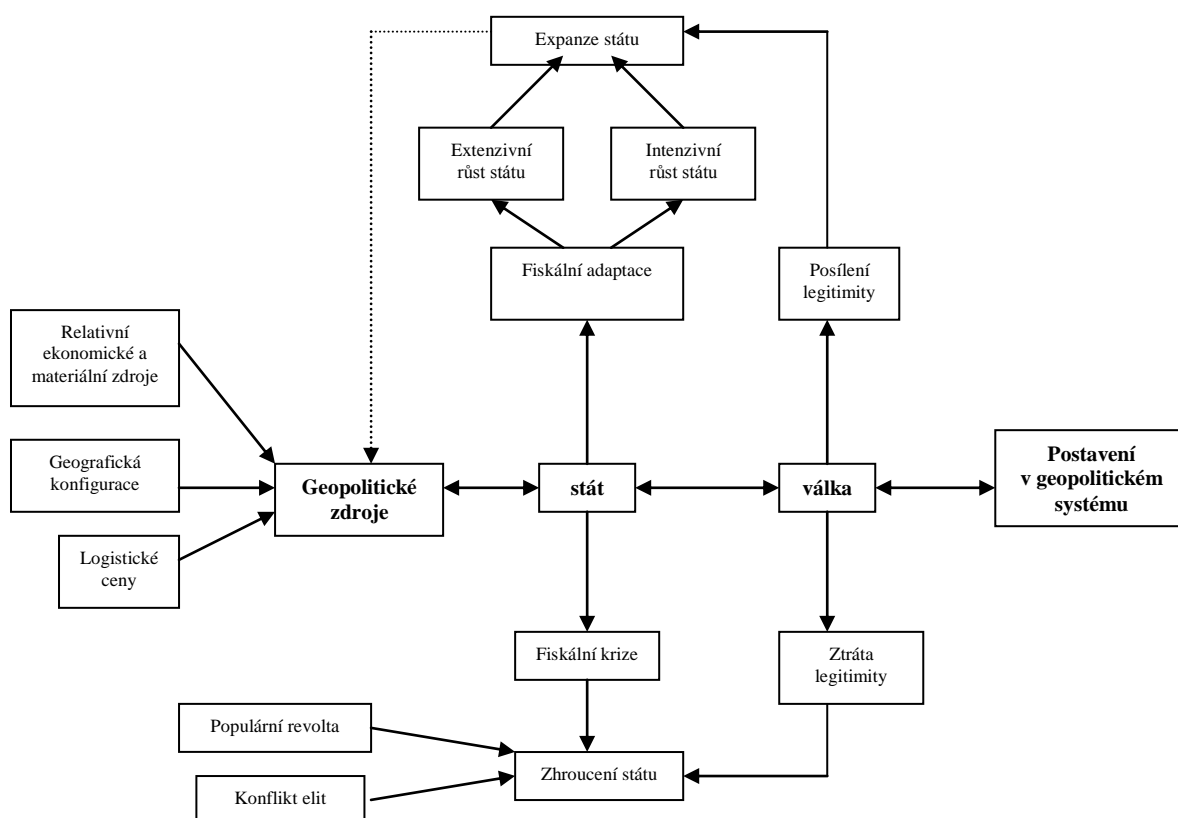 Expanze státu
Extenzivní
růst státu
Intenzivní
růst státu
Fiskální adaptace
Posílení
legitimity
Relativní
ekonomické a
materiální zdroje
Geografická
konfigurace
Logistické
ceny
Geopolitické
zdroje
stát
válka
Postavení
v geopolitickém
systému
Fiskální krize
Ztráta
legitimity
Populární revolta
Konflikt elit
Zhroucení státu